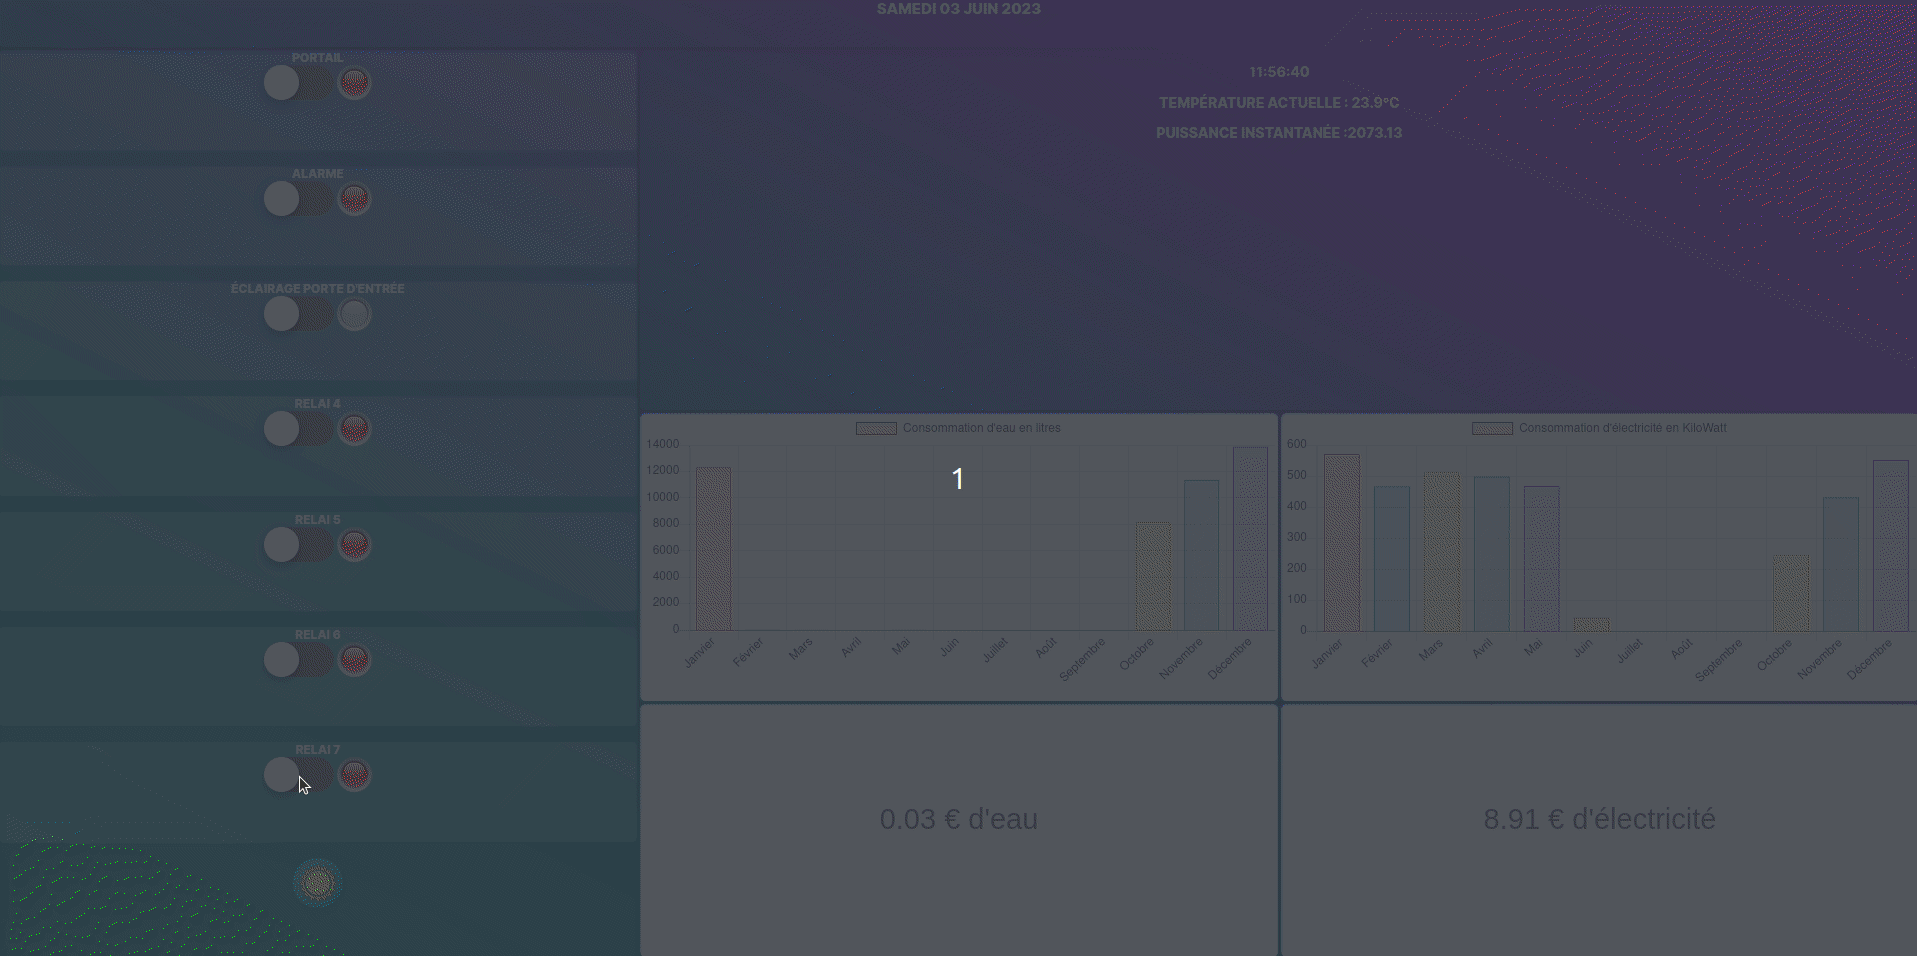 SAMEDI 03 JUIN 2023
PORTAIL
ALARME
ÉCLAIRAGE PORTE D'ENTRÉE
RELAI 4
RELAI 5
RELAI 6
RELAI 7
11:56:40
TEMPÉRATURE ACTUELLE : 23.9°C
PUISSANCE INSTANTANÉE :2073.13
Consommation d'eau en litres
14000
12000
10000
8000
6000
4000
2000
0
Janvier
Février
Mars
Avril
Mai
Juin
Juillet
Août
Septembre
Octobre
Novembre
Décembre
1
Consommation d'électricité en KiloWatt
600
500
400
300
200
100
0
Janvier
Février
Mars
Avril
Mai
Juin
Juillet
Août
Septembre
Octobre
Novembre
Décembre
0.03 € d'eau
8.91 € d'électricité